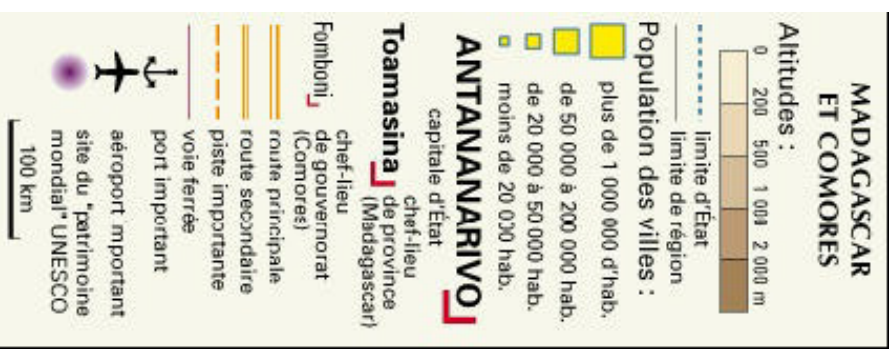 MADAGASCAR
ET COMORES
Altitudes :
0 200 500 1 000 2 000 m
limite d'État
limite de région
Population des villes :
plus de 1 000 000 d'hab.
de 50 000 à 200 000 hab.
de 20 000 à 50 000 hab.
moins de 20 000 hab.
ANTANANARIVO
capitale d'État
Toamasina
chef-lieu
de province
(Madagascar)
Fomboni
chef-lieu
de gouvernorat
(Comores)
route principale
route secondaire
piste importante
voie ferrée
port important
aéroport mportant
site du "patrimoine
mondial" UNESCO
100 km